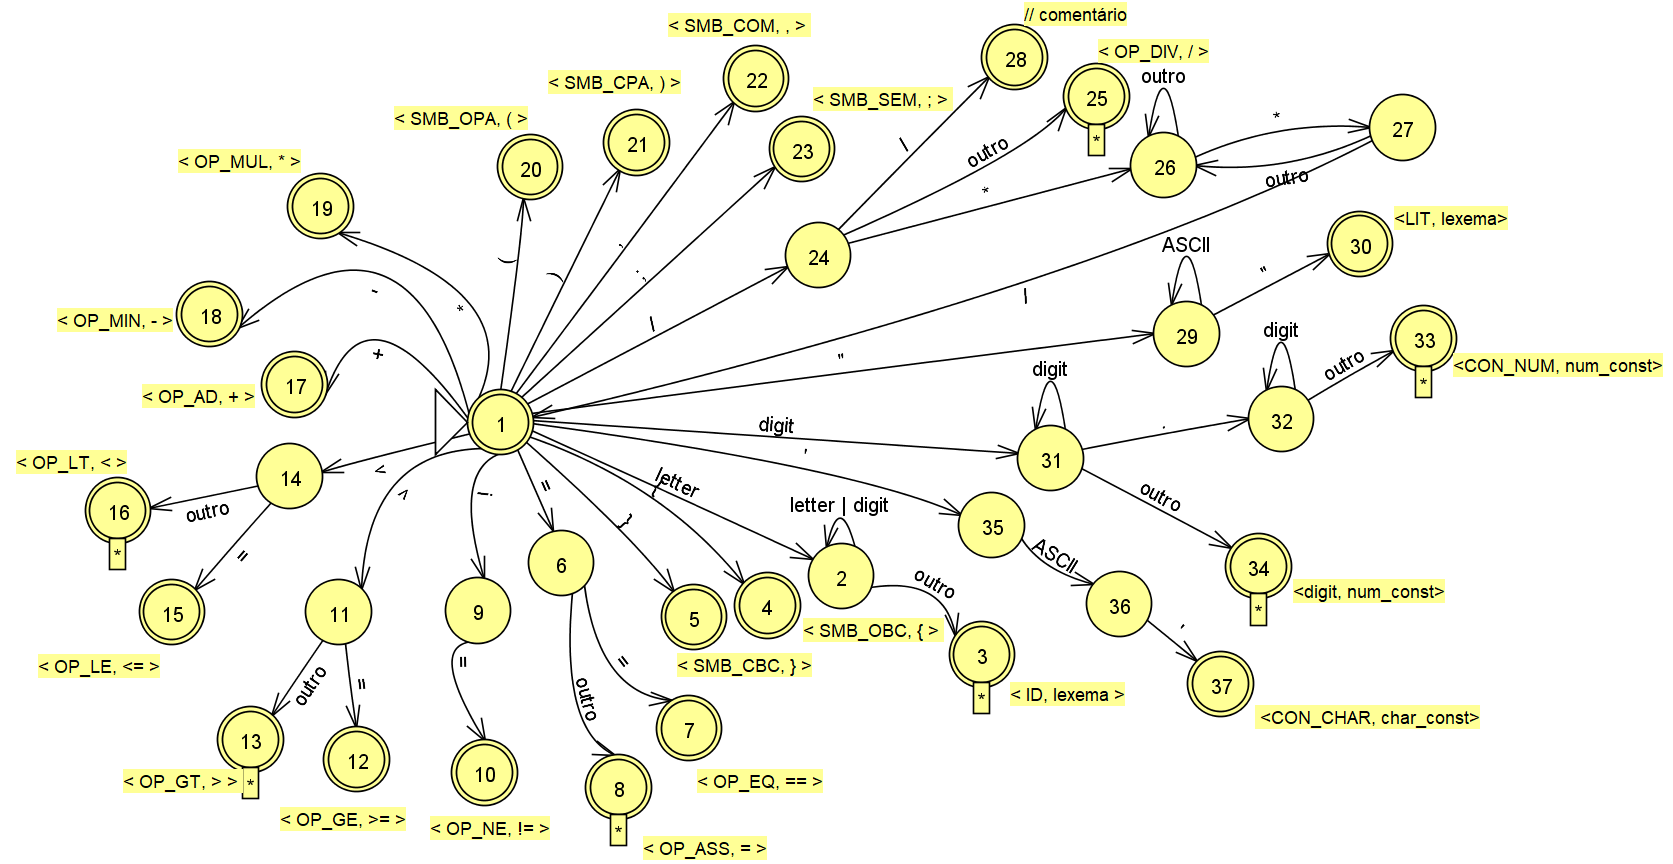 // comentário
< SMB_COM, , >
28
< OP_DIV, / >
outro
< SMB_CPA, ) >
22
25
*
< SMB_SEM, ; >
< SMB_OPA, ( >
21
23
/
outro
26
*
27
< OP_MUL, * >
20
*
outro
19
<LIT, lexema>
(
)
,
;
24
ASCII
30
"
18
-
*
/
/
29
< OP_MIN, - >
+
"
digit
digit
33
outro
*
<CON_NUM, num_const>
17
< OP_AD, + >
1
digit
31
.
32
< OP_LT, < >
14
<
>
!
=
}
{
letter
'
outro
16
*
outro
=
letter | digit
35
ASCII
34
*
<digit, num_const>
15
11
9
6
5
4
2
outro
36
< OP_LE, <= >
< SMB_OBC, { >
'
outro
=
=
outro
=
< SMB_CBC, } >
3
*
< ID, lexema >
37
<CON_CHAR, char_const>
13
*
< OP_GT, > >
12
10
7
8
*
< OP_EQ, == >
< OP_GE, >= >
< OP_NE, != >
< OP_ASS, = >